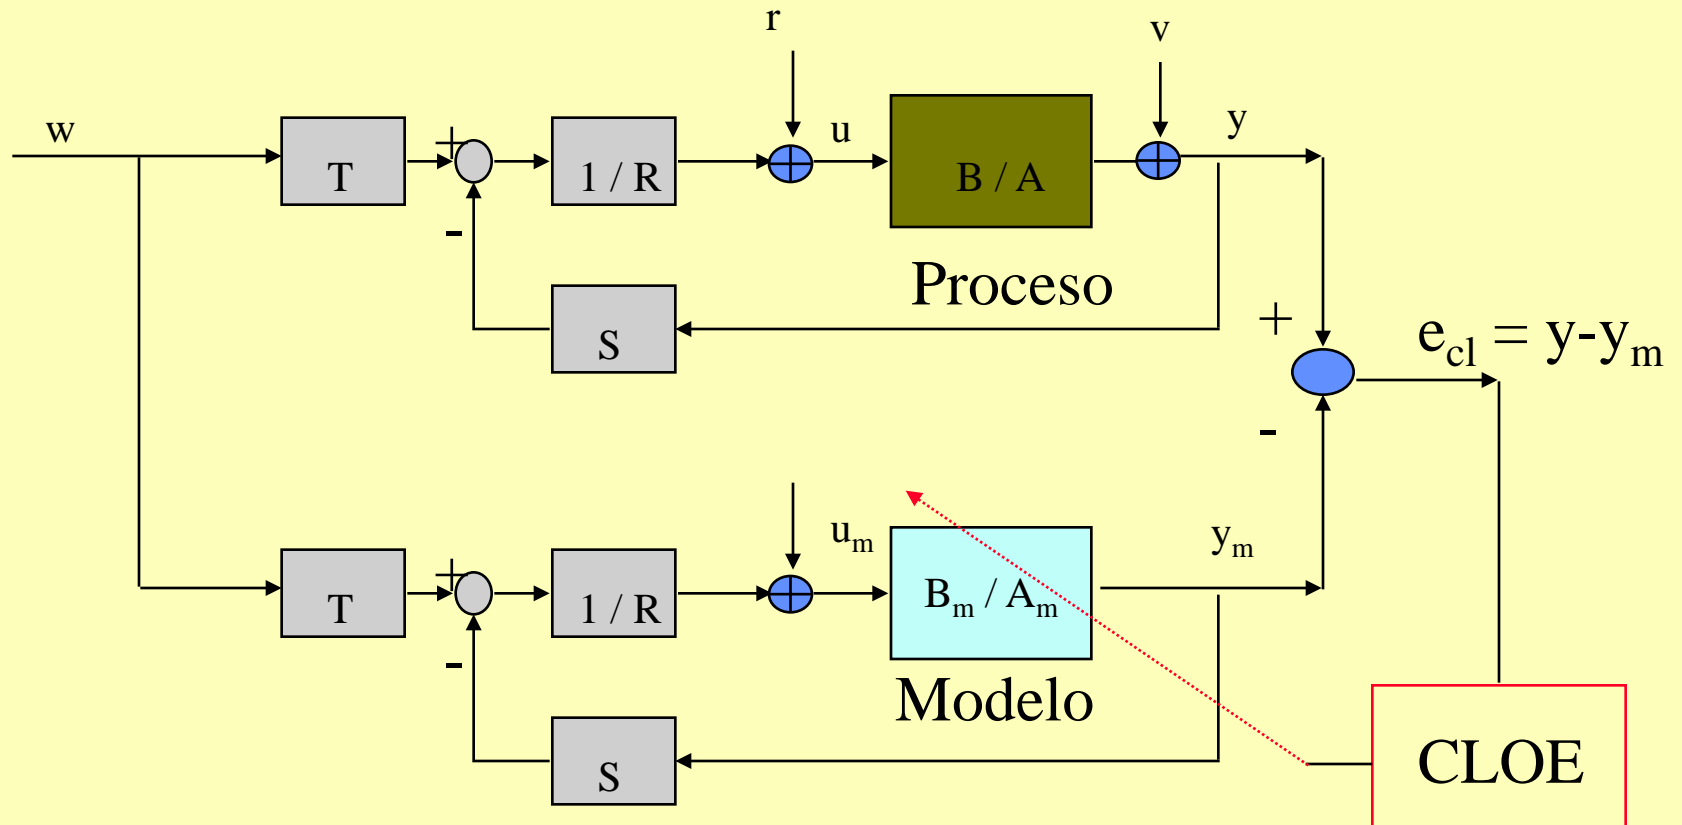 r
v
w
T
+
-
1 / R
u
B / A
y
Proceso
S
+
-
e_cl = y-y_m
T
+
-
1 / R
u_m
B_m / A_m
y_m
Modelo
S
CLOE